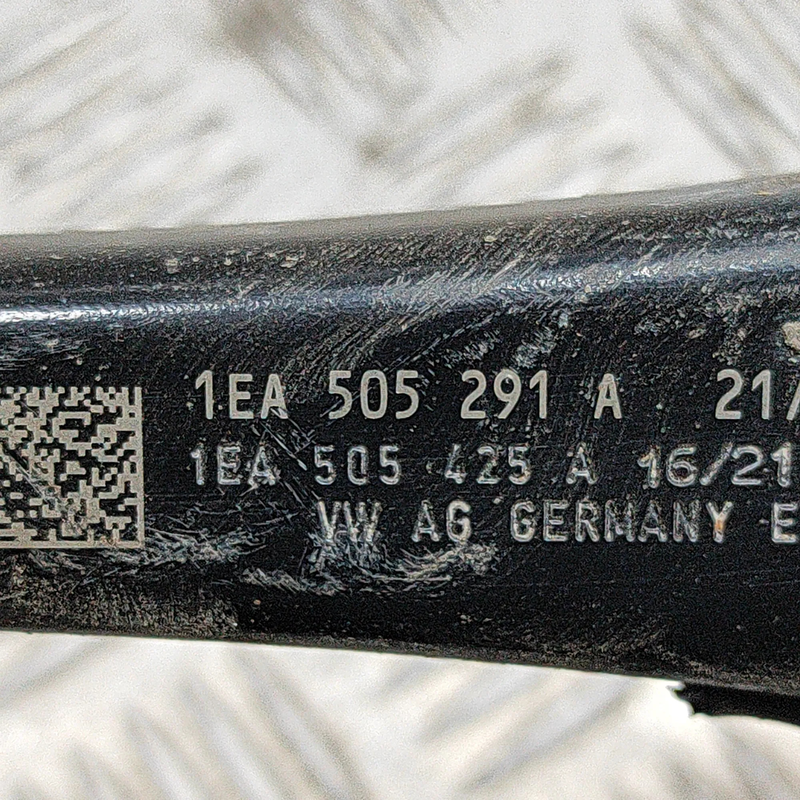 1EA 505 291 A 21/
1EA 505 425 A 16/21
VW AG GERMANY E